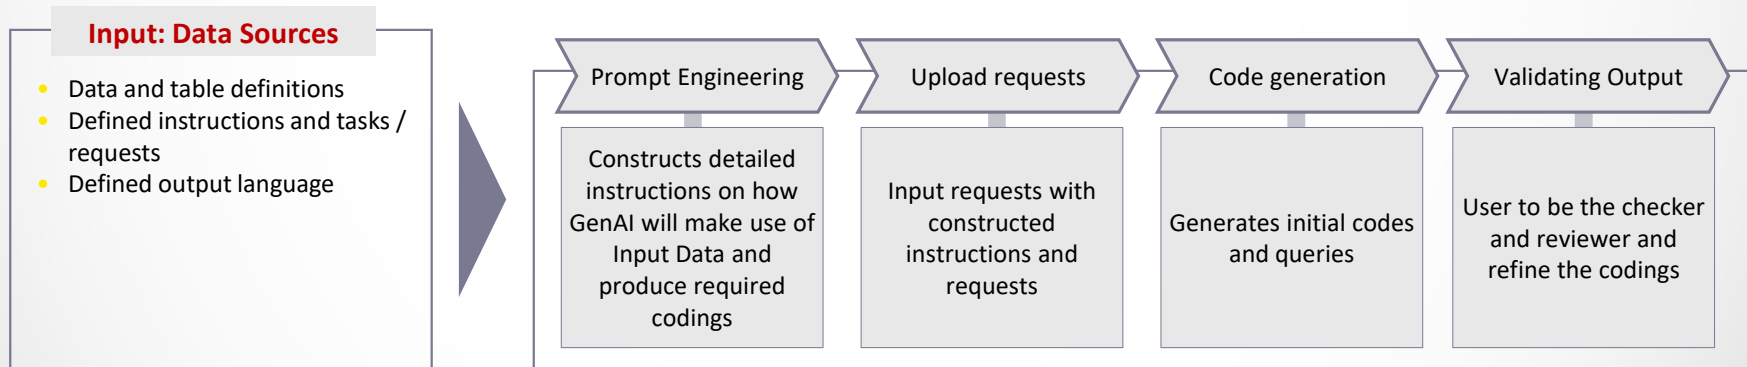 Input: Data Sources
Data and table definitions
Defined instructions and tasks /
requests
Defined output language
Prompt Engineering
Constructs detailed
instructions on how
GenAI will make use of
Input Data and
produce required
codings
Upload requests
Input requests with
constructed
instructions and
requests
Code generation
Generates initial codes
and queries
Validating Output
User to be the checker
and reviewer and
refine the codings